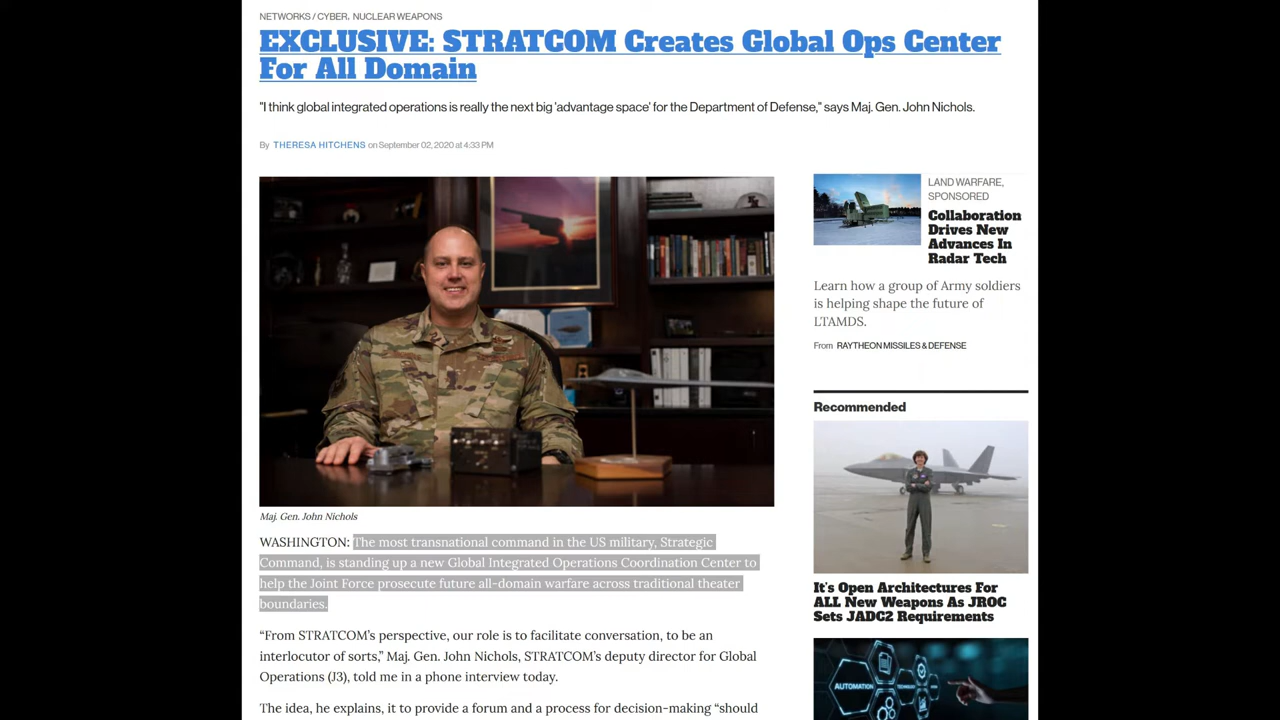 NETWORKS / CYBER, NUCLEAR WEAPONS
EXCLUSIVE: STRATCOM Creates Global Ops Center
For All Domain
"I think global integrated operations is really the next big 'advantage space' for the Department of Defense," says Maj. Gen. John Nichols.
By THERESA HITCHENS on September 02, 2020 at 4:33 PM
Maj. Gen. John Nichols
WASHINGTON: The most transnational command in the US military, Strategic
Command, is standing up a new Global Integrated Operations Coordination Center to
help the Joint Force prosecute future all-domain warfare across traditional theater
boundaries.
“From STRATCOM’s perspective, our role is to facilitate conversation, to be an
interlocutor of sorts,” Maj. Gen. John Nichols, STRATCOM’s deputy director for Global
Operations (J3), told me in a phone interview today.
The idea, he explains, it to provide a forum and a process for decision-making “should
LAND WARFARE,
SPONSORED
Collaboration
Drives New
Advances In
Radar Tech
Learn how a group of Army soldiers
is helping shape the future of
LTAMDS.
From RAYTHEON MISSILES & DEFENSE
Recommended
It's Open Architectures For
ALL New Weapons As JROC
Sets JADC2 Requirements
AUTOMATION